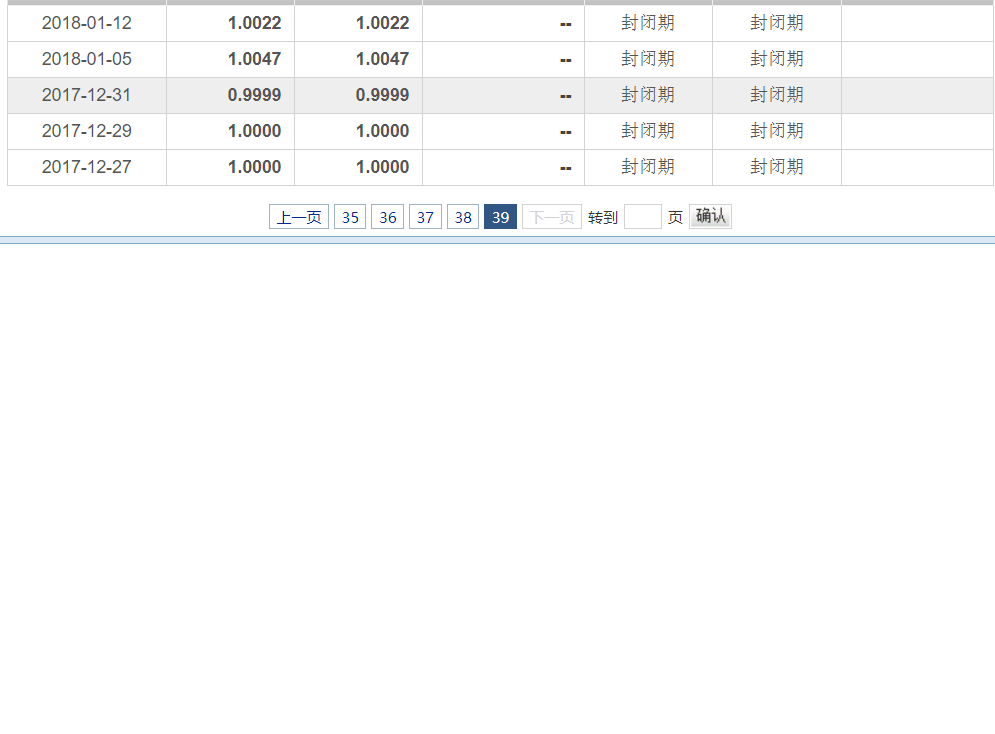 2018-01-12 1.0022 1.0022 -- 封闭期 封闭期
2018-01-05 1.0047 1.0047 -- 封闭期 封闭期
2017-12-31 0.9999 0.9999 -- 封闭期 封闭期
2017-12-29 1.0000 1.0000 -- 封闭期 封闭期
2017-12-27 1.0000 1.0000 -- 封闭期 封闭期
上一页 35 36 37 38 39 下一页 转到 页 确认